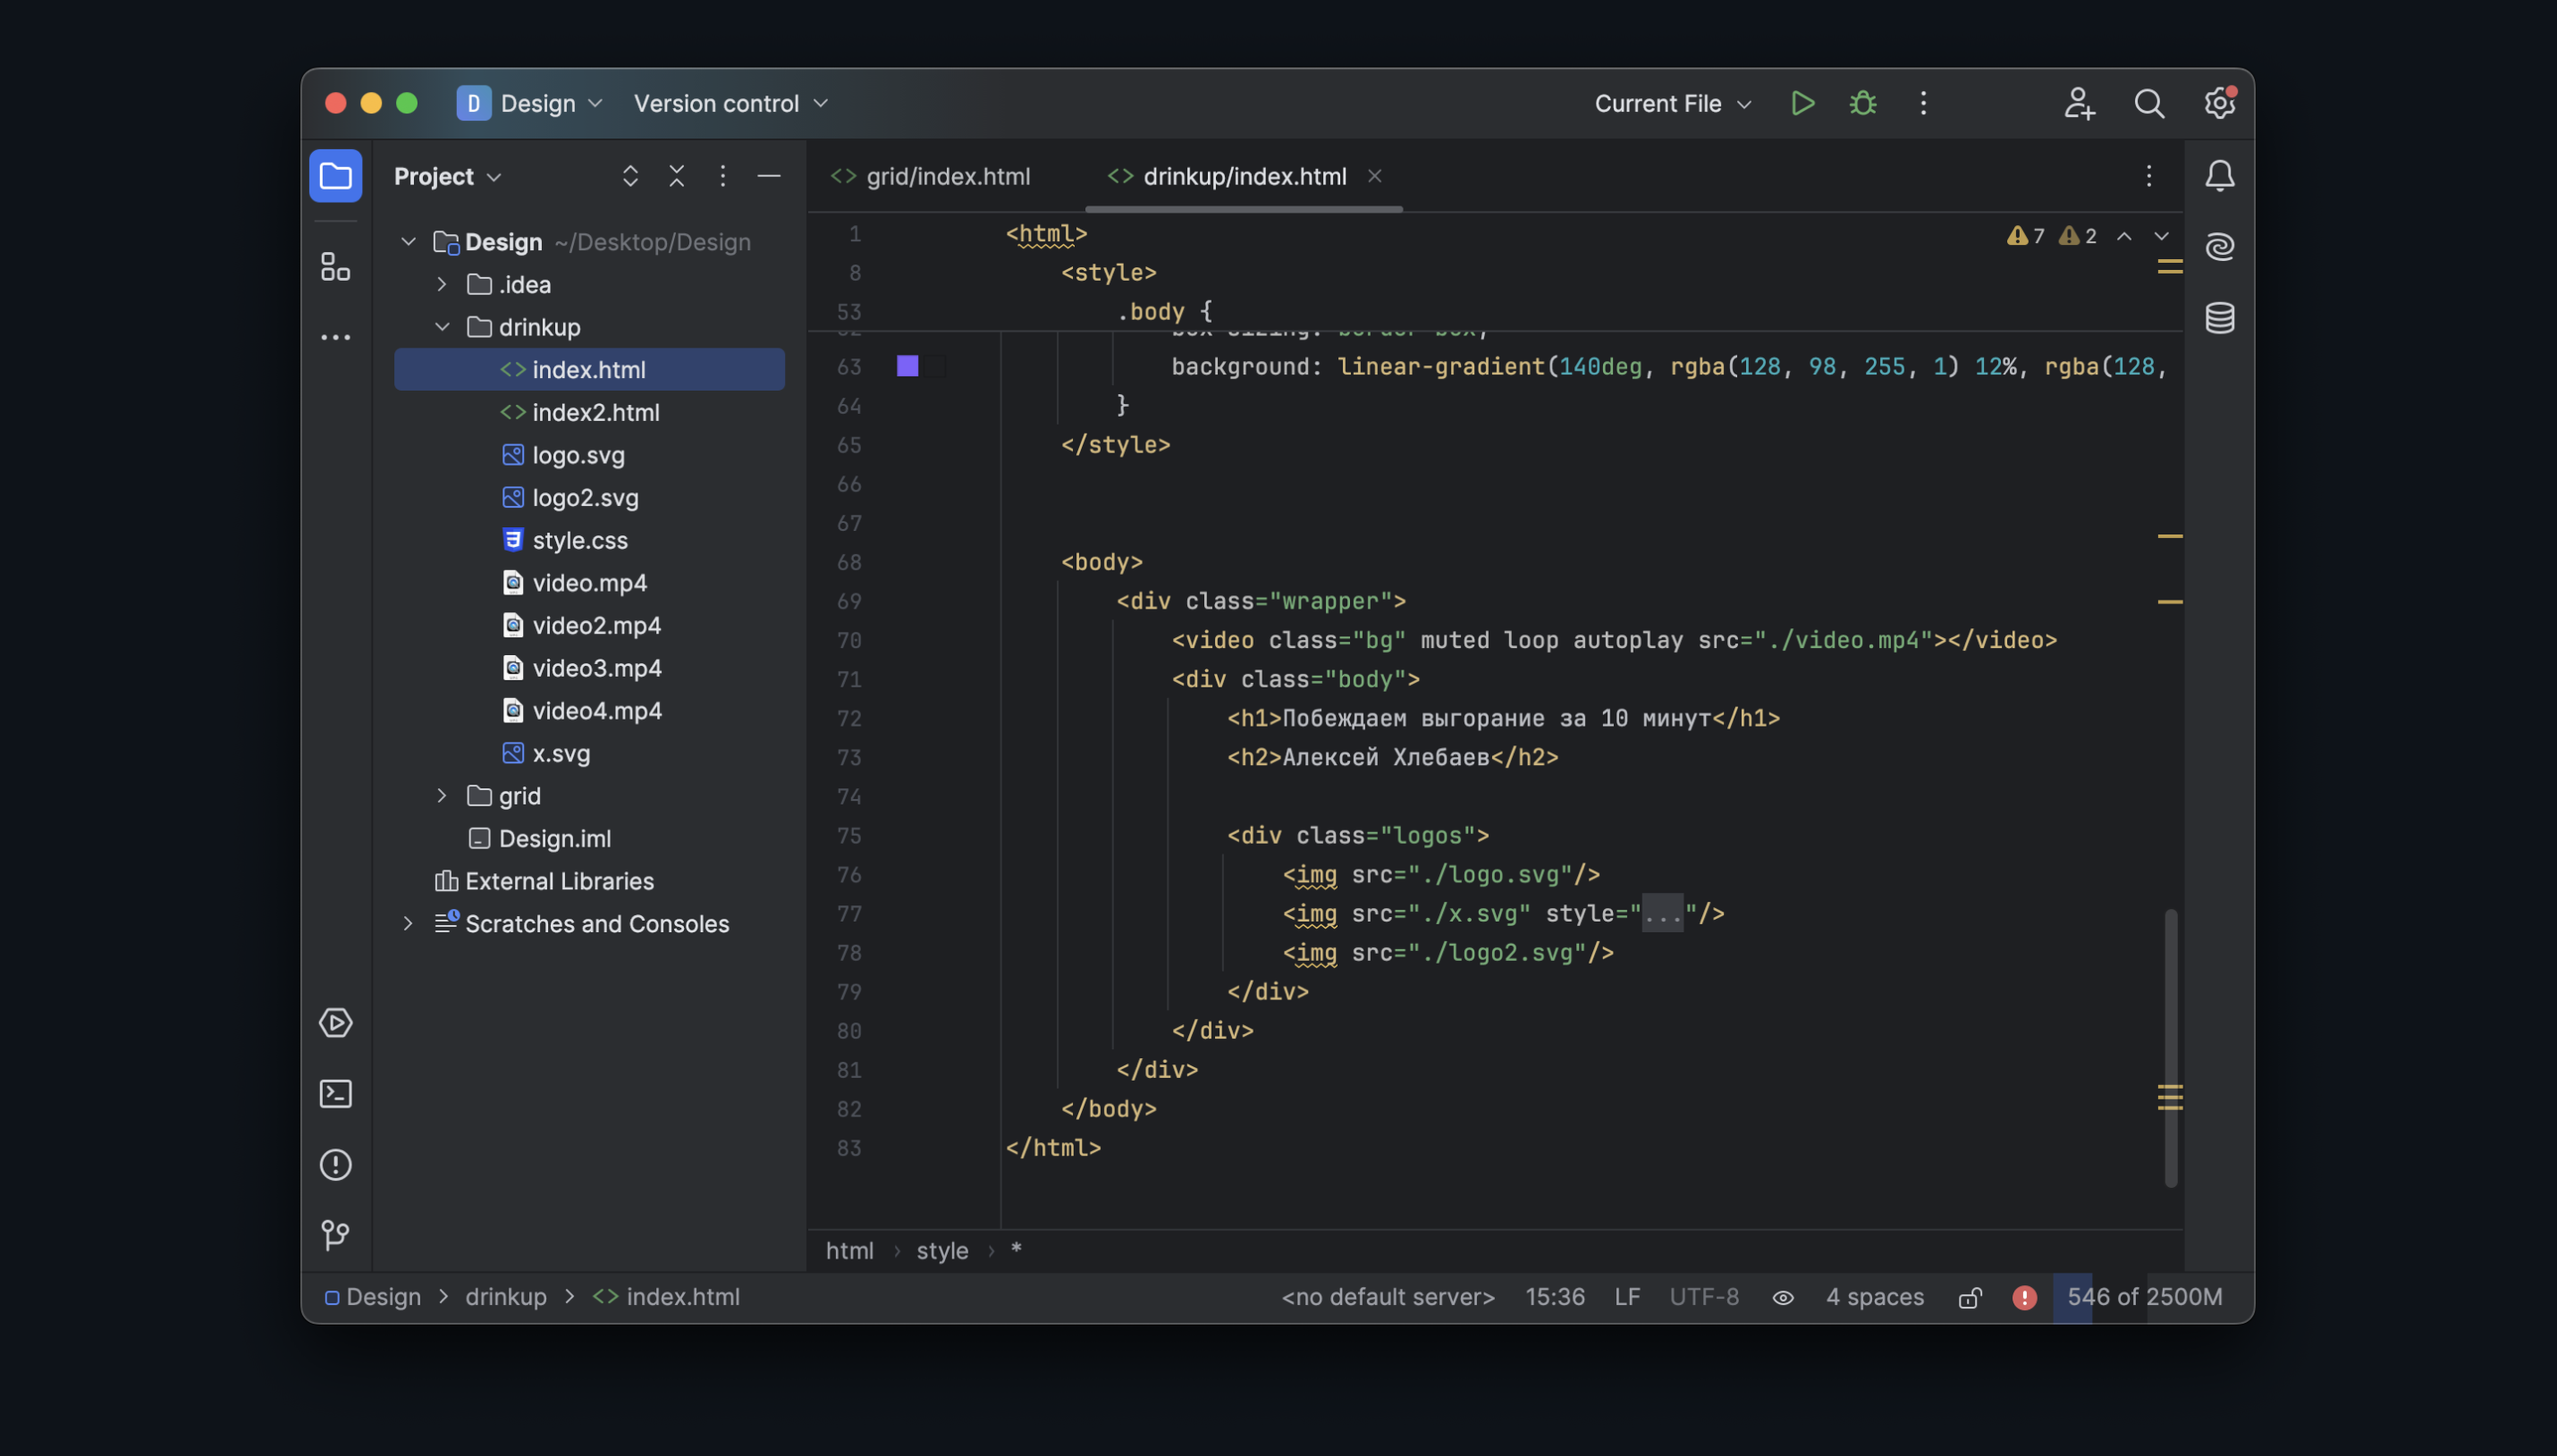 D Design Version control Current File
Project
grid/index.html drinkup/index.html
Design ~/Desktop/Design
.idea
drinkup
index.html
index2.html
logo.svg
logo2.svg
style.css
video.mp4
video2.mp4
video3.mp4
video4.mp4
x.svg
grid
Design.iml
External Libraries
Scratches and Consoles
7 2
1 <html>
8 <style>
53 .body {
box-sizing: border-box;
63 background: linear-gradient(140deg, rgba(128, 98, 255, 1) 12%, rgba(128,
64 }
65 </style>
66
67
68 <body>
69 <div class="wrapper">
70 <video class="bg" muted loop autoplay src="./video.mp4"></video>
71 <div class="body">
72 <h1>Побеждаем выгорание за 10 минут</h1>
73 <h2>Алексей Хлебаев</h2>
74
75 <div class="logos">
76 <img src="./logo.svg"/>
77 <img src="./x.svg" style="..."/>
78 <img src="./logo2.svg"/>
79 </div>
80 </div>
81 </div>
82 </body>
83 </html>
html › style › *
Design > drinkup > <> index.html <no default server> 15:36 LF UTF-8 4 spaces 546 of 2500M